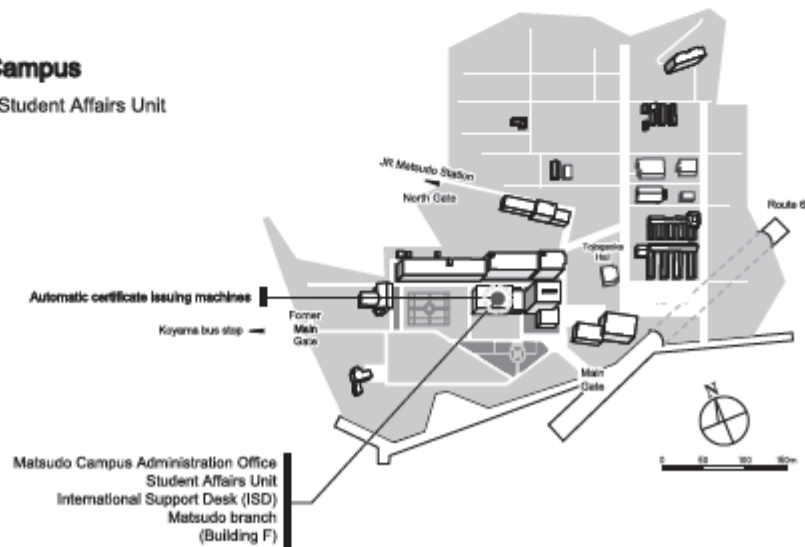 Campus
Student Affairs Unit
JR Matsudo Station
North Gate
Route 6
Tojogaoka
Hall
Automatic certificate issuing machines
Former
Main
Gate
Koyama bus stop
Main
Gate
N
0 50 100 150m
Matsudo Campus Administration Office
Student Affairs Unit
International Support Desk (ISD)
Matsudo branch
(Building F)